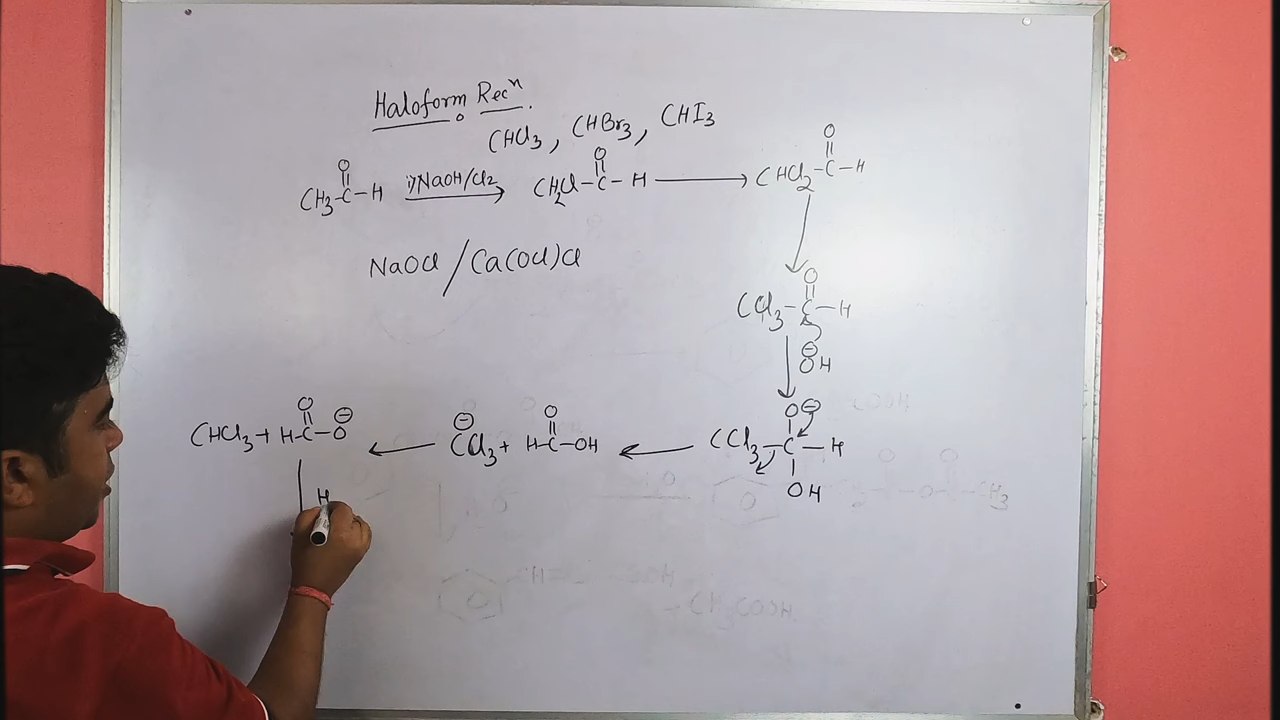 Haloform Recⁿ.
CHCl3, CHBr3, CHI3
CH3-C-H
O
i) NaOH/Cl2
CH2Cl-C-H
O
CHCl2-C-H
O
NaOCl / Ca(OCl)Cl
CCl3-C-H
O
⊖
OH
CCl3-C-H
O⊖
OH
⊖
CCl3 + H-C-OH
O
CHCl3 + H-C-O⊖
O
H